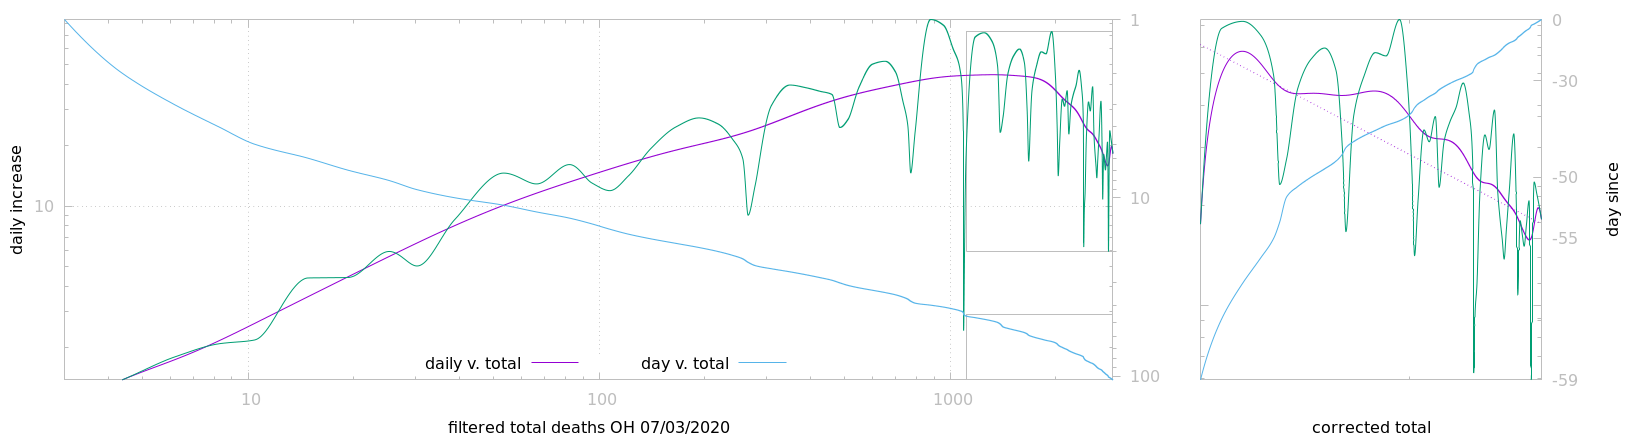 1
0
-30
10
10
-50
-55
daily increase
day since
daily v. total
day v. total
100
-59
10
100
1000
filtered total deaths OH 07/03/2020
corrected total